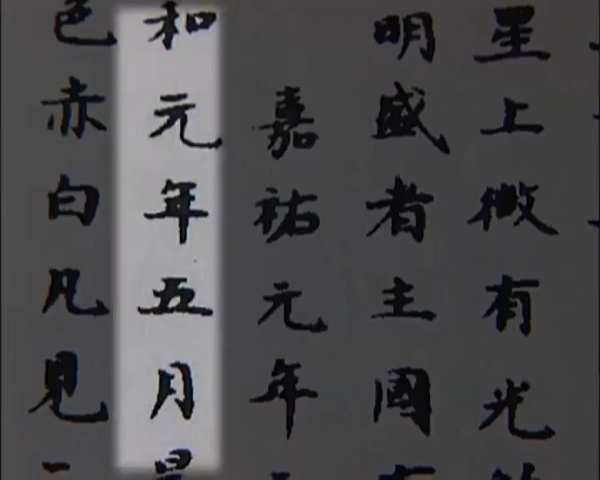 星上微有光
明盛者主國
嘉祐元年
和元年五月
色赤白凡見